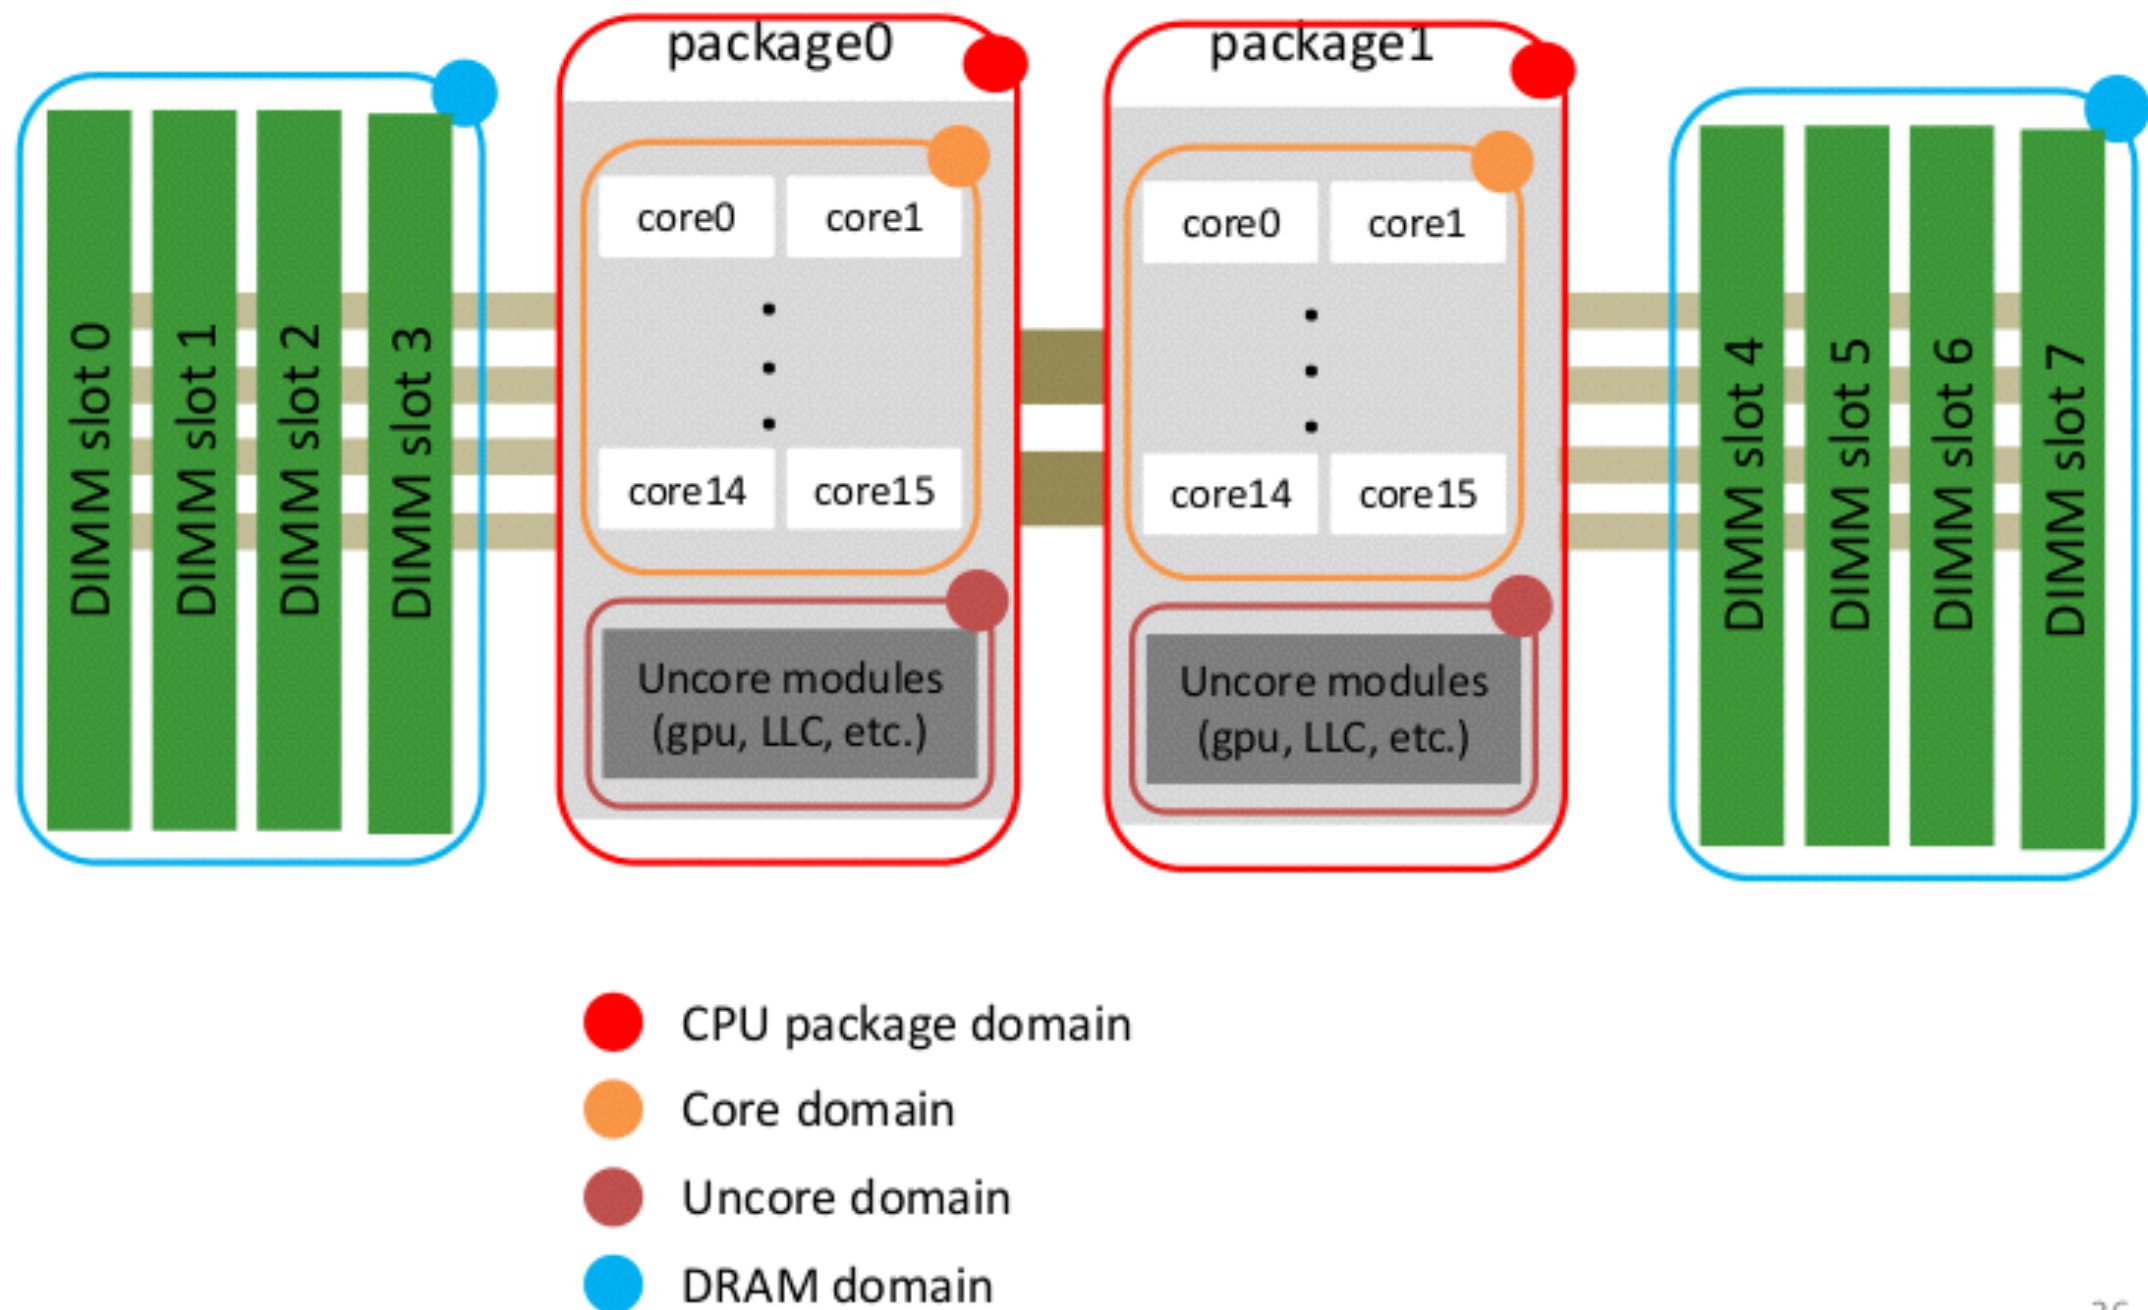 package0
package1
DIMM slot 0
DIMM slot 1
DIMM slot 2
DIMM slot 3
core0
core1
core14
core15
Uncore modules
(gpu, LLC, etc.)
core0
core1
core14
core15
Uncore modules
(gpu, LLC, etc.)
DIMM slot 4
DIMM slot 5
DIMM slot 6
DIMM slot 7
CPU package domain
Core domain
Uncore domain
DRAM domain